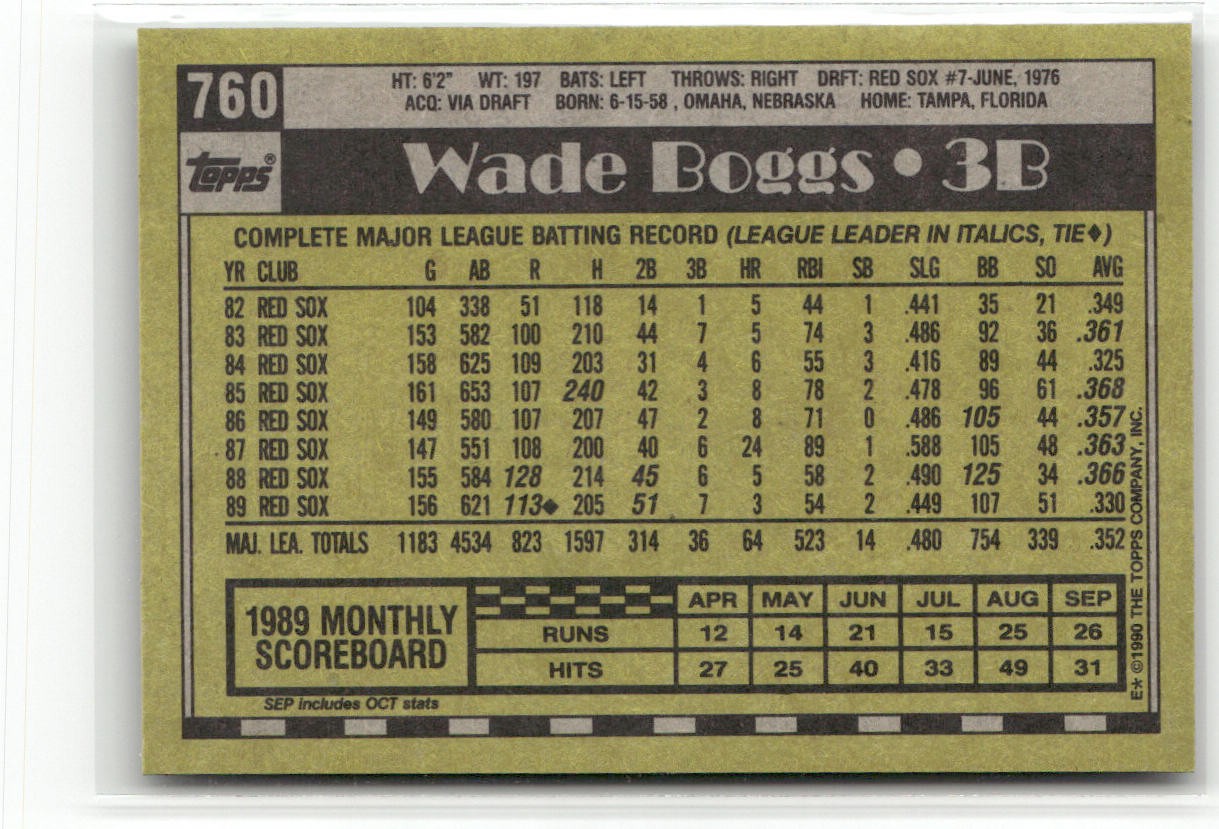 760
HT: 6'2" WT: 197 BATS: LEFT THROWS: RIGHT DRFT: RED SOX #7-JUNE, 1976
ACQ: VIA DRAFT BORN: 6-15-58 , OMAHA, NEBRASKA HOME: TAMPA, FLORIDA
TOPPS®
Wade Boggs • 3B
COMPLETE MAJOR LEAGUE BATTING RECORD (LEAGUE LEADER IN ITALICS, TIE♦)
YR CLUB G AB R H 2B 3B HR RBI SB SLG BB SO AVG
82 RED SOX 104 338 51 118 14 1 5 44 1 .441 35 21 .349
83 RED SOX 153 582 100 210 44 7 5 74 3 .486 92 36 .361
84 RED SOX 158 625 109 203 31 4 6 55 3 .416 89 44 .325
85 RED SOX 161 653 107 240 42 3 8 78 2 .478 96 61 .368
86 RED SOX 149 580 107 207 47 2 8 71 0 .486 105 44 .357
87 RED SOX 147 551 108 200 40 6 24 89 1 .588 105 48 .363
88 RED SOX 155 584 128 214 45 6 5 58 2 .490 125 34 .366
89 RED SOX 156 621 113♦ 205 51 7 3 54 2 .449 107 51 .330
MAJ. LEA. TOTALS 1183 4534 823 1597 314 36 64 523 14 .480 754 339 .352
1989 MONTHLY
SCOREBOARD
APR MAY JUN JUL AUG SEP
RUNS 12 14 21 15 25 26
HITS 27 25 40 33 49 31
SEP includes OCT stats
E* ©1990 THE TOPPS COMPANY, INC.